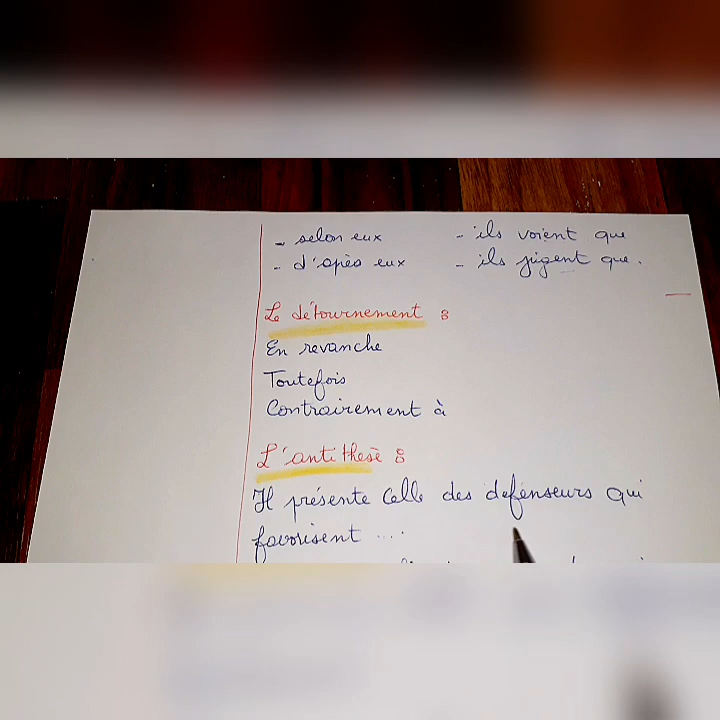 - selon eux - ils voient que
- d'après eux - ils jugent que.
Le détournement :
En revanche
Toutefois
Contrairement à
L'antithèse :
Il présente celle des défenseurs qui
favorisent ...